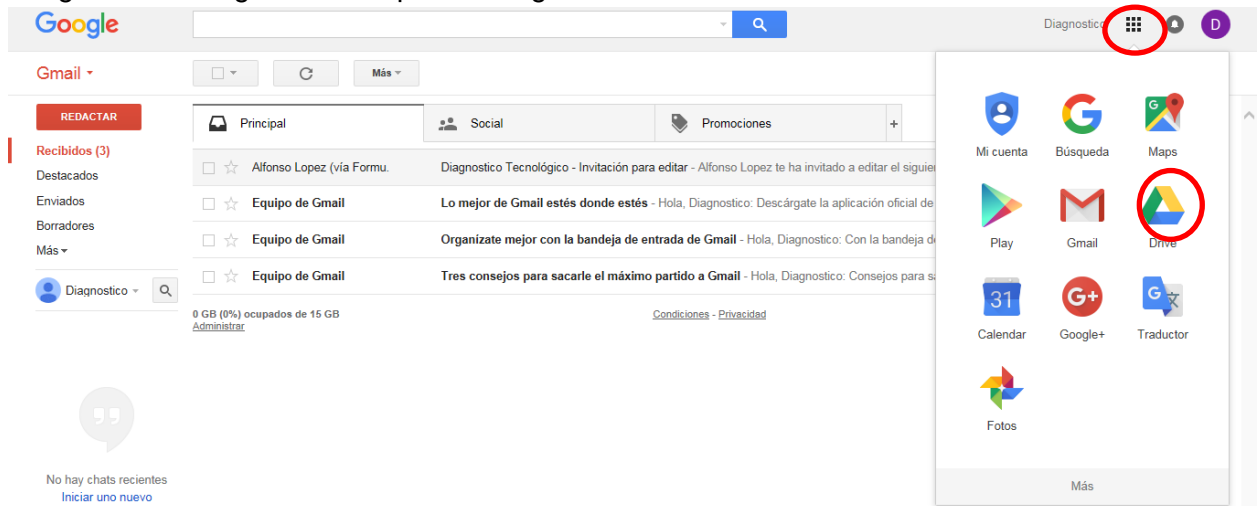 Google
Diagnostico
D
Gmail
Más
REDACTAR
Recibidos (3)
Destacados
Enviados
Borradores
Más
Diagnostico
Principal
Social
Promociones
+
Alfonso Lopez (vía Formu. Diagnostico Tecnológico - Invitación para editar - Alfonso Lopez te ha invitado a editar el siguie
Equipo de Gmail Lo mejor de Gmail estés donde estés - Hola, Diagnostico: Descárgate la aplicación oficial de
Equipo de Gmail Organizate mejor con la bandeja de entrada de Gmail - Hola, Diagnostico: Con la bandeja d
Equipo de Gmail Tres consejos para sacarle el máximo partido a Gmail - Hola, Diagnostico: Consejos para s
0 GB (0%) ocupados de 15 GB
Administrar
Condiciones - Privacidad
No hay chats recientes
Iniciar uno nuevo
Mi cuenta Búsqueda Maps
Play Gmail Drive
31 G+ G
Calendar Google+ Traductor
Fotos
Más